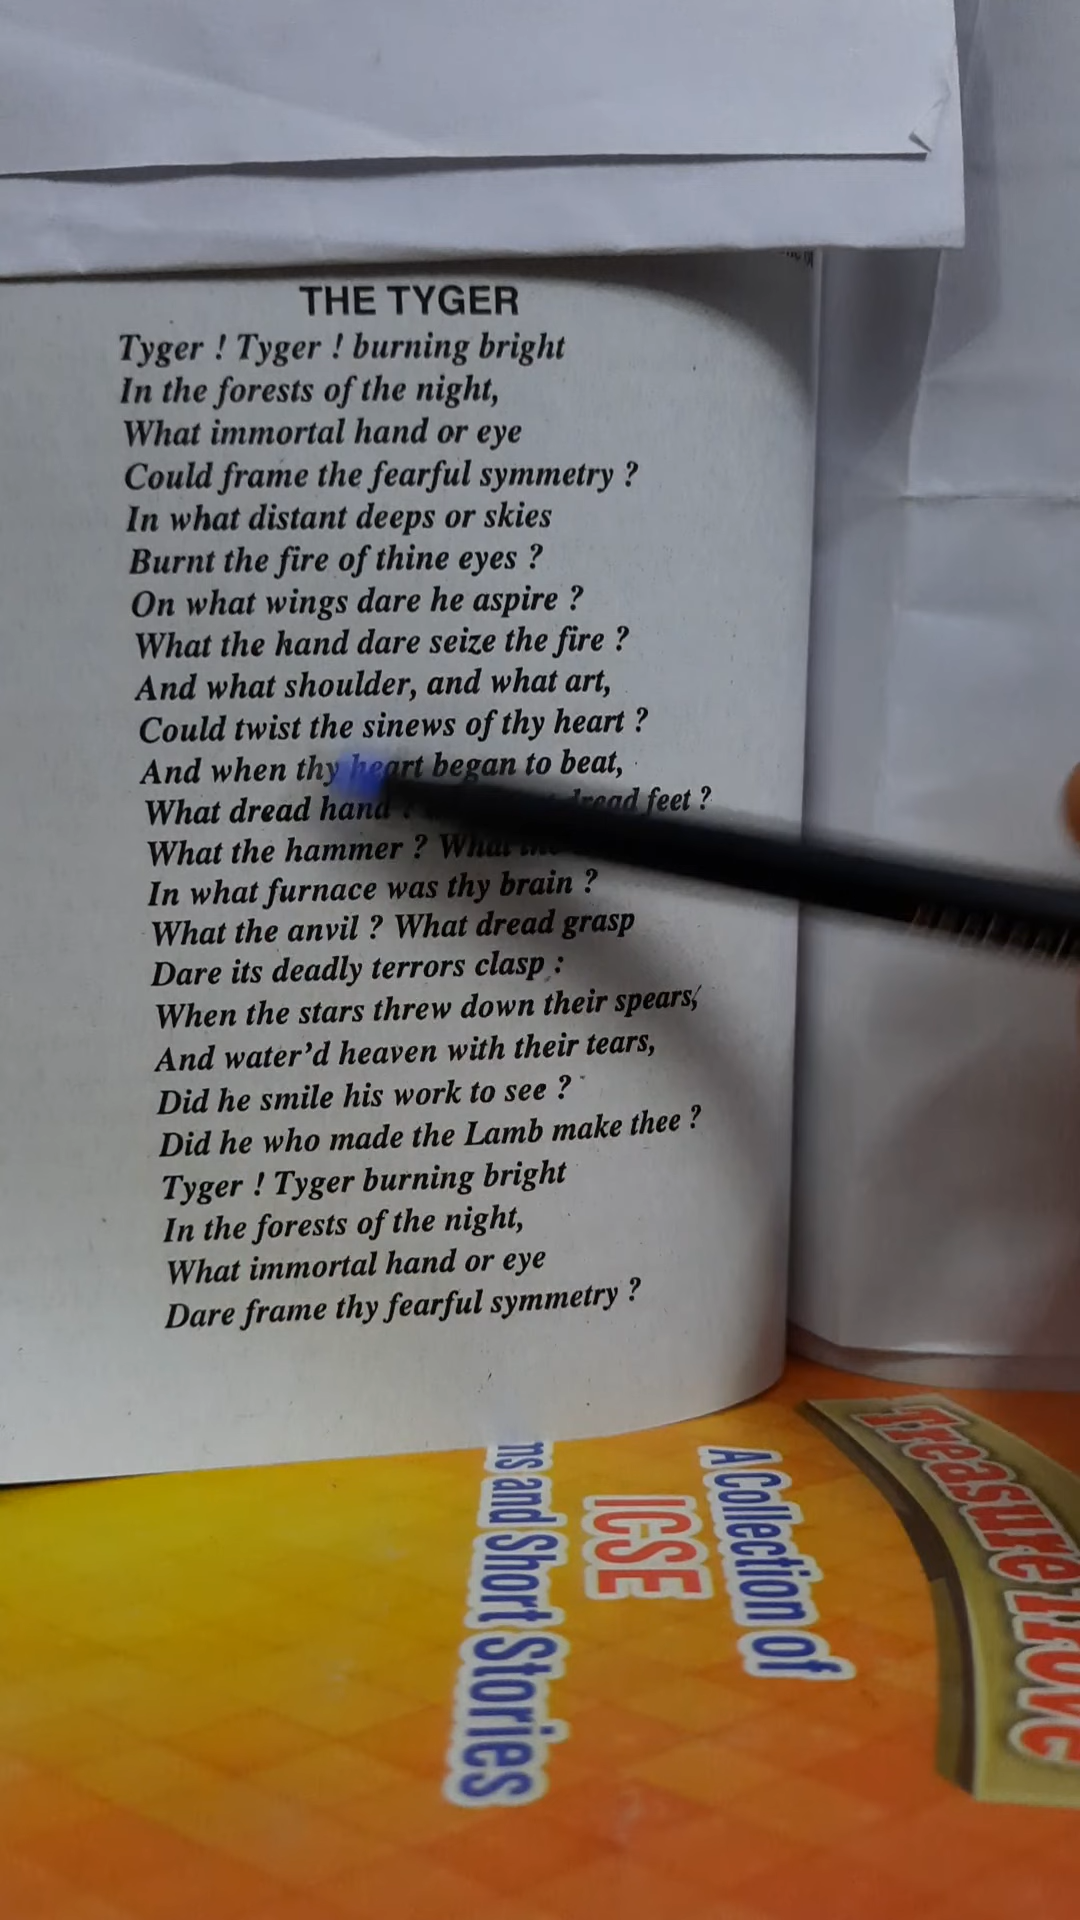 THE TYGER
Tyger ! Tyger ! burning bright
In the forests of the night,
What immortal hand or eye
Could frame the fearful symmetry ?
In what distant deeps or skies
Burnt the fire of thine eyes ?
On what wings dare he aspire ?
What the hand dare seize the fire ?
And what shoulder, and what art,
Could twist the sinews of thy heart ?
And when thy heart began to beat,
What dread hand ? dread feet ?
What the hammer ? What the
In what furnace was thy brain ?
What the anvil ? What dread grasp
Dare its deadly terrors clasp :
When the stars threw down their spears,
And water'd heaven with their tears,
Did he smile his work to see ?
Did he who made the Lamb make thee ?
Tyger ! Tyger burning bright
In the forests of the night,
What immortal hand or eye
Dare frame thy fearful symmetry ?
Treasure Trove
A Collection of
ICSE
and Short Stories